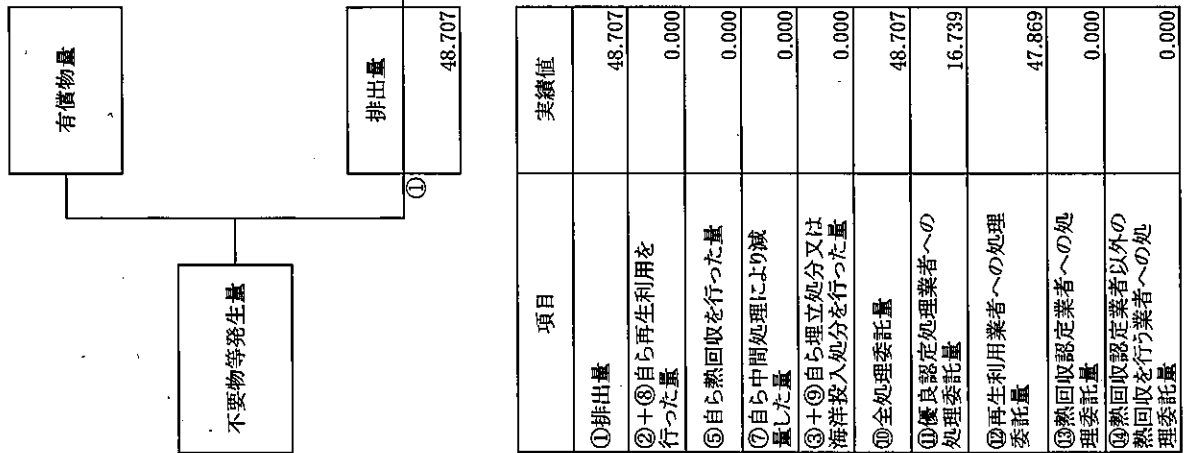 有償物量
不要物等発生量
①
排出量
48.707
項目
実績値
①排出量
48.707
②+⑧自ら再生利用を
行った量
0.000
⑤自ら熱回収を行った量
0.000
⑦自ら中間処理により減
量した量
0.000
③+⑨自ら埋立処分又は
海洋投入処分を行った量
0.000
⑩全処理委託量
48.707
⑪優良認定処理業者への
処理委託量
16.739
⑫再生利用業者への処理
委託量
47.869
⑬熱回収認定業者への処
理委託量
0.000
⑭熱回収認定業者以外の
熱回収を行う業者への処
理委託量
0.000